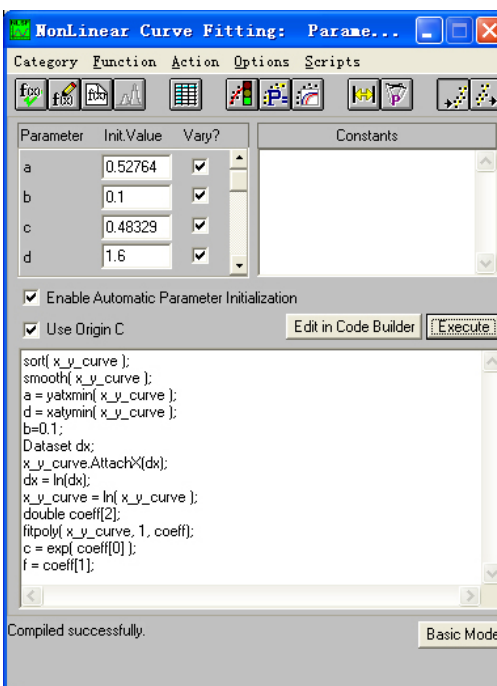 NonLinear Curve Fitting: Parame...
Category Function Action Options Scripts
Parameter Init.Value Vary? Constants
a 0.52764
b 0.1
c 0.48329
d 1.6
Enable Automatic Parameter Initialization
Use Origin C Edit in Code Builder Execute
sort( x_y_curve );
smooth( x_y_curve );
a = yatxmin( x_y_curve );
d = xatymin( x_y_curve );
b=0.1;
Dataset dx;
x_y_curve.AttachX(dx);
dx = ln(dx);
x_y_curve = ln( x_y_curve );
double coeff[2];
fitpoly( x_y_curve, 1, coeff);
c = exp( coeff[0] );
f = coeff[1];
Compiled successfully. Basic Mode